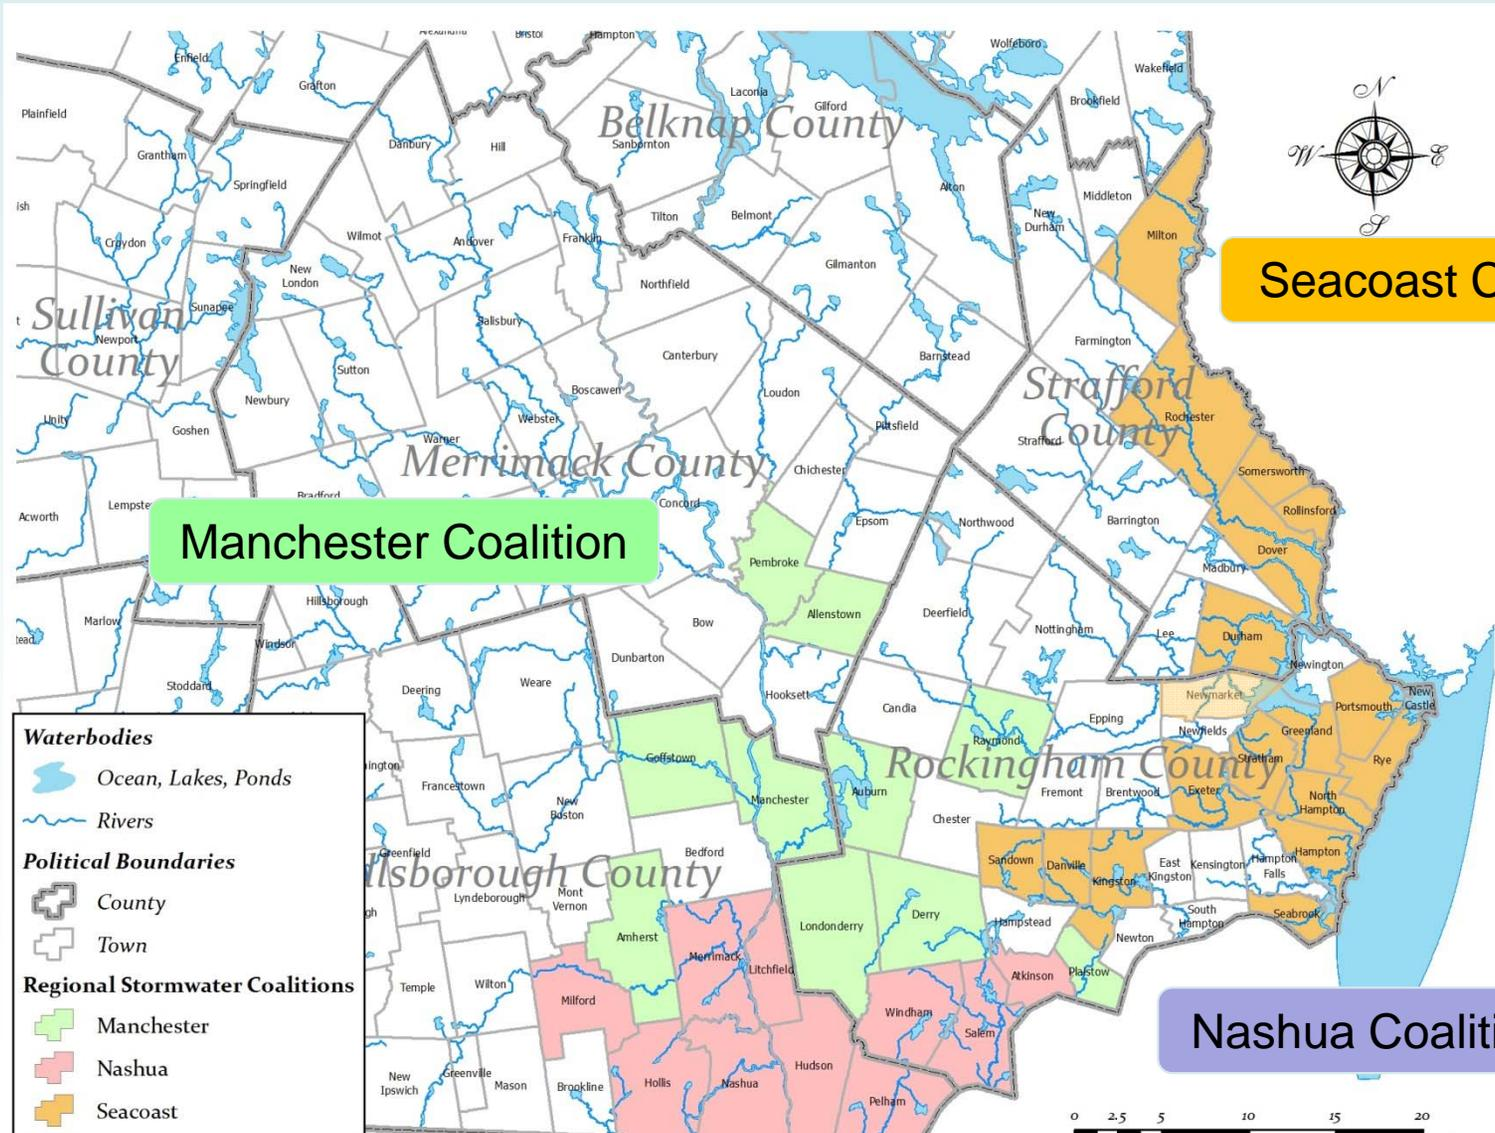 Alexandria
Bristol
Hampton
Enfield
Grafton
Plainfield
Grantham
Springfield
ish
Croydon
Danbury
Hill
Sanbornton
Laconia
Gilford
Belknap County
Wolfeboro
Wakefield
Brookfield
Middleton
New
Durham
Alton
Milton
N
W
E
S
Seacoast C
Tilton
Belmont
Wilmot
Andover
Franklin
Gilmanton
Northfield
New
London
Sunapee
t
Sullivan
County
Newport
Salisbury
Canterbury
Barnstead
Farmington
Strafford
County
Sutton
Boscawen
Loudon
Newbury
Webster
Pittsfield
Rochester
Unity
Goshen
Warner
Strafford
Merrimack County
Chichester
Somersworth
Bradford
Concord
Lempste
Acworth
Rollinsford
Epsom
Northwood
Barrington
Manchester Coalition
Dover
Pembroke
Madbury
Hillsborough
Marlow
Allenstown
Deerfield
Nottingham
Lee
Durham
tead
Windsor
Bow
Dunbarton
Newington
Stoddard
Deering
Weare
Hooksett
Candia
Newmarket
New
Castle
Portsmouth
Epping
Newfields
Greenland
Raymond
Goffstown
Rockingham County
Stratham
Rye
Francestown
nington
Manchester
Auburn
Fremont
Brentwood
Exeter
North
Hampton
New
Boston
Chester
Greenfield
Bedford
llsborough County
Sandown
Danville
Kingston
East
Kingston
Kensington
Hampton
Falls
Hampton
Lyndeborough
Mont
Vernon
gh
Londonderry
Derry
Hampstead
South
Hampton
Seabrook
Newton
Amherst
Merrimack
Litchfield
Atkinson
Plaistow
Temple
Wilton
Milford
Windham
Salem
Nashua Coaliti
New
Ipswich
Greenville
Mason
Brookline
Hollis
Nashua
Hudson
Pelham
Waterbodies
Ocean, Lakes, Ponds
Rivers
Political Boundaries
County
Town
Regional Stormwater Coalitions
Manchester
Nashua
Seacoast
0 2.5 5 10 15 20